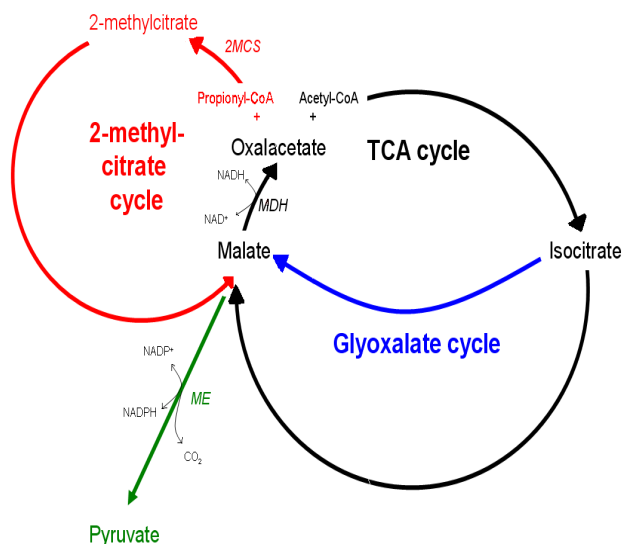 2-methylcitrate
2MCS
Propionyl-CoA
+
Acetyl-CoA
+
2-methyl-
citrate
cycle
Oxalacetate
TCA cycle
NADH
NAD+
MDH
Malate
Isocitrate
Glyoxalate cycle
NADP+
ME
NADPH
CO2
Pyruvate